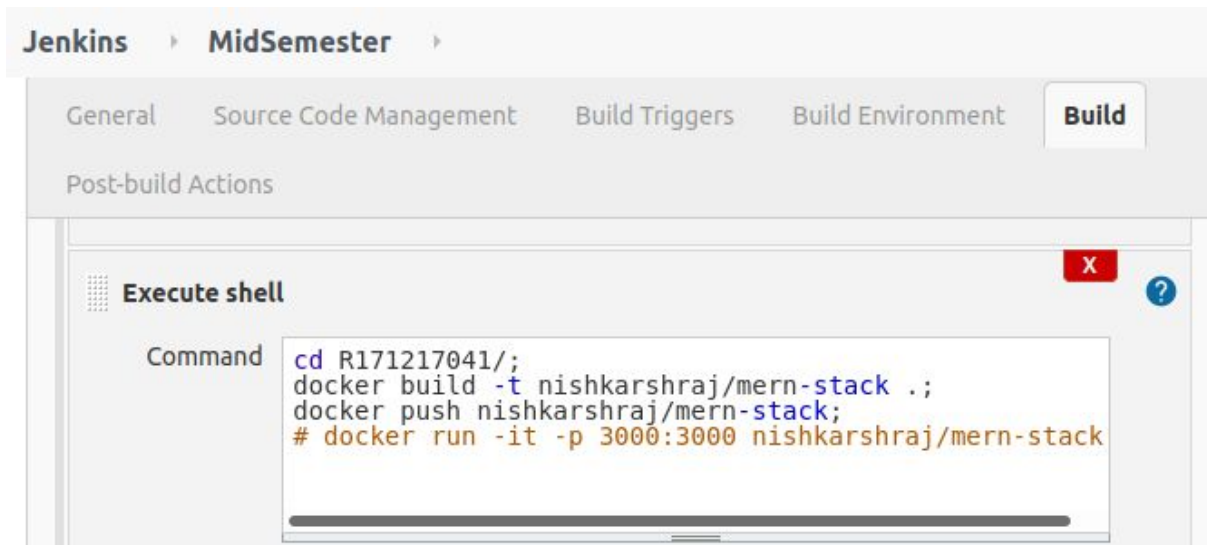 Jenkins MidSemester
General Source Code Management Build Triggers Build Environment Build
Post-build Actions
X
Execute shell ?
Command
cd R171217041/;
docker build -t nishkarshraj/mern-stack .;
docker push nishkarshraj/mern-stack;
# docker run -it -p 3000:3000 nishkarshraj/mern-stack